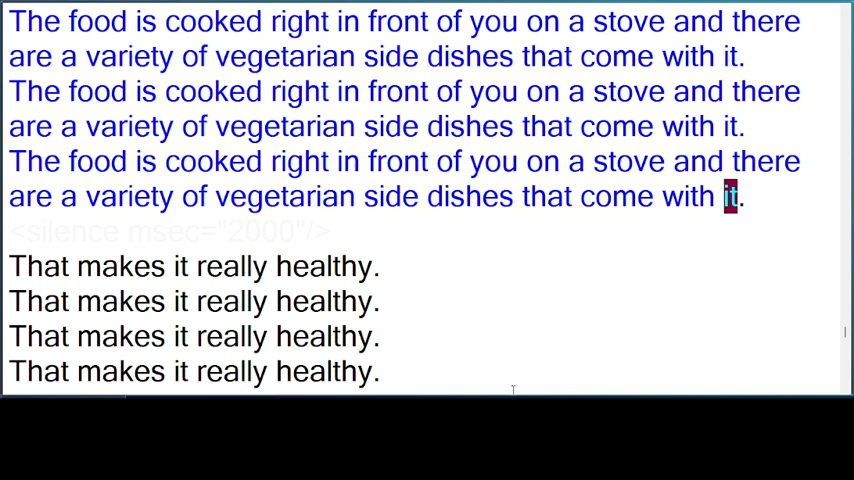 The food is cooked right in front of you on a stove and there
are a variety of vegetarian side dishes that come with it.
The food is cooked right in front of you on a stove and there
are a variety of vegetarian side dishes that come with it.
The food is cooked right in front of you on a stove and there
are a variety of vegetarian side dishes that come with it.
<silence msec="2000"/>
That makes it really healthy.
That makes it really healthy.
That makes it really healthy.
That makes it really healthy.